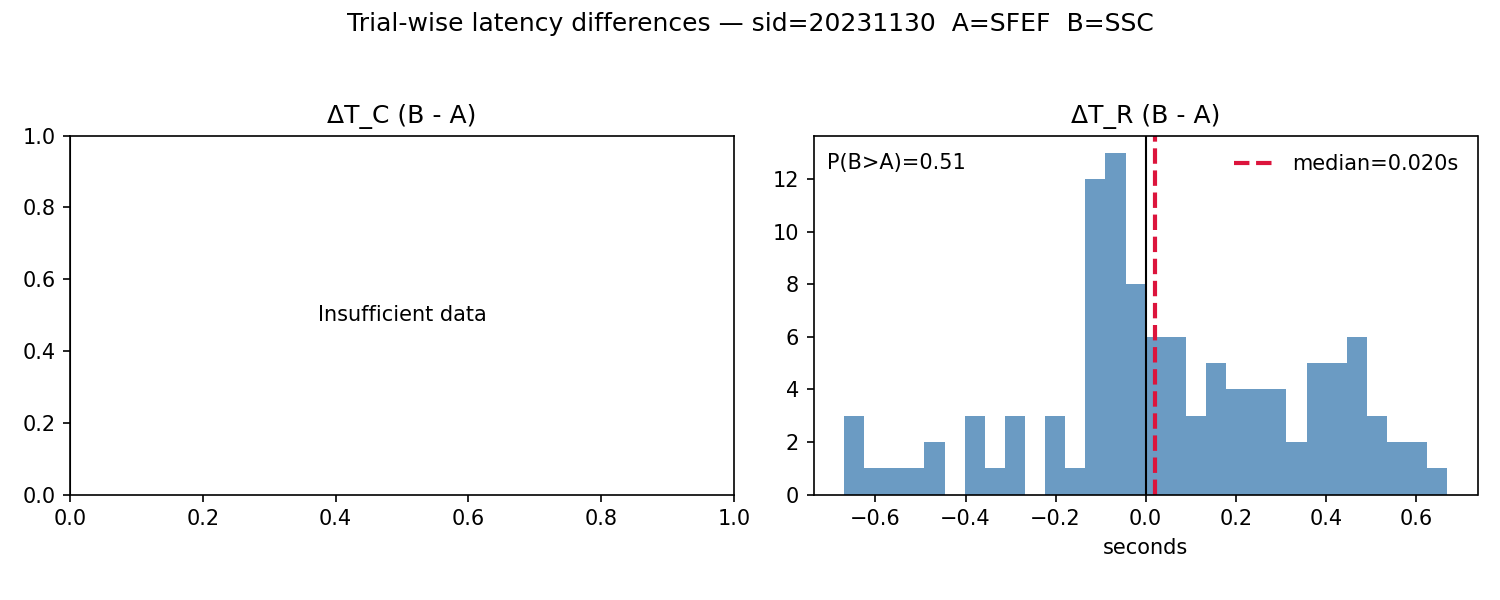 Trial-wise latency differences — sid=20231130  A=SFEF  B=SSC
ΔT_C (B - A)
1.0
0.8
0.6
0.4
0.2
0.0
Insufficient data
0.0 0.2 0.4 0.6 0.8 1.0
ΔT_R (B - A)
P(B>A)=0.51
median=0.020s
12
10
8
6
4
2
0
−0.6 −0.4 −0.2 0.0 0.2 0.4 0.6
seconds